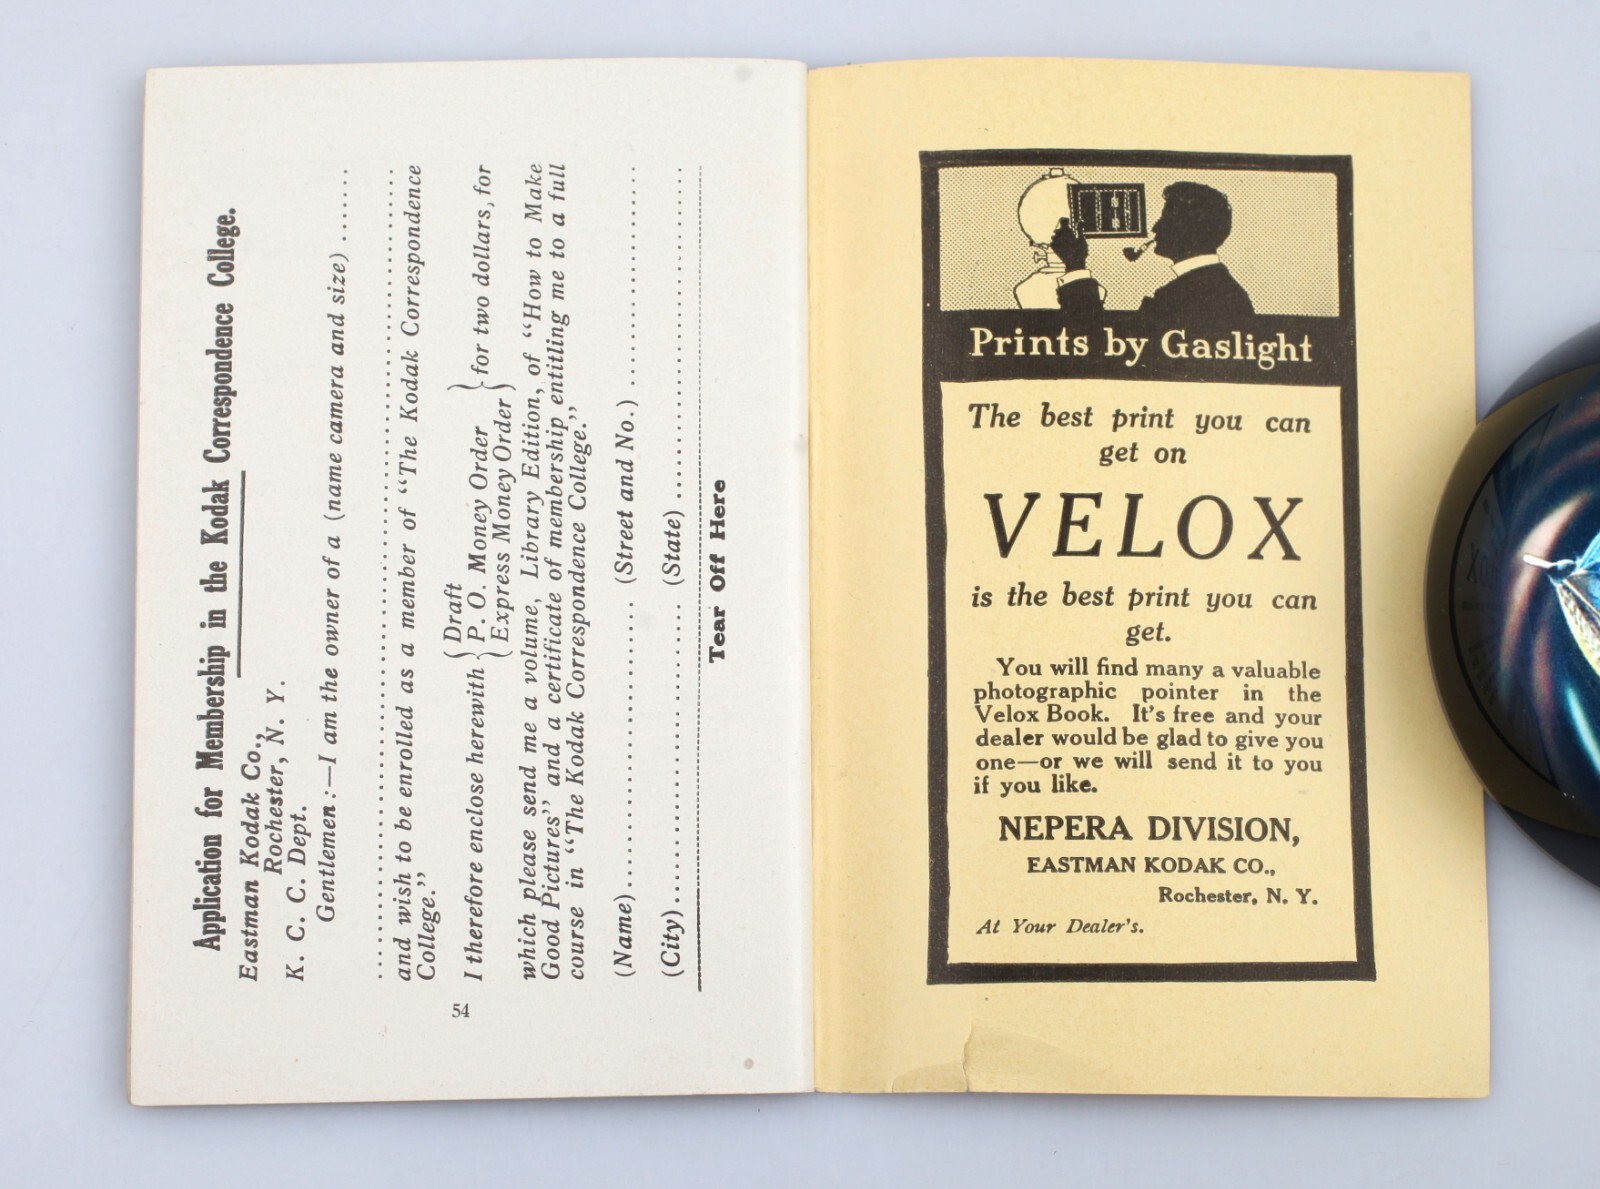 Application for Membership in the Kodak Correspondence College.
Eastman Kodak Co.,
Rochester, N. Y.
K. C. C. Dept.
Gentlemen:—I am the owner of a (name camera and size) ......
................................................................
and wish to be enrolled as a member of "The Kodak Correspondence
College."
I therefore enclose herewith { Draft
P. O. Money Order
Express Money Order } for two dollars, for
which please send me a volume, Library Edition, of "How to Make
Good Pictures" and a certificate of membership entitling me to a full
course in "The Kodak Correspondence College."
(Name)........................ (Street and No.) ....................
(City)........................ (State) ............................
Tear Off Here
54
Prints by Gaslight
The best print you can
get on
VELOX
is the best print you can
get.
You will find many a valuable
photographic pointer in the
Velox Book. It's free and your
dealer would be glad to give you
one—or we will send it to you
if you like.
NEPERA DIVISION,
EASTMAN KODAK CO.,
Rochester, N. Y.
At Your Dealer's.